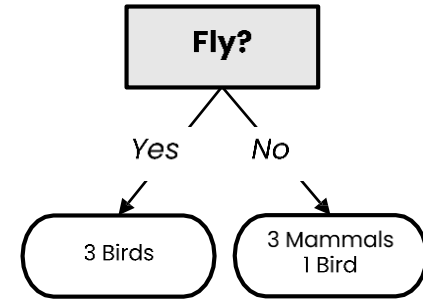 Fly?
Yes
No
3 Birds
3 Mammals
1 Bird